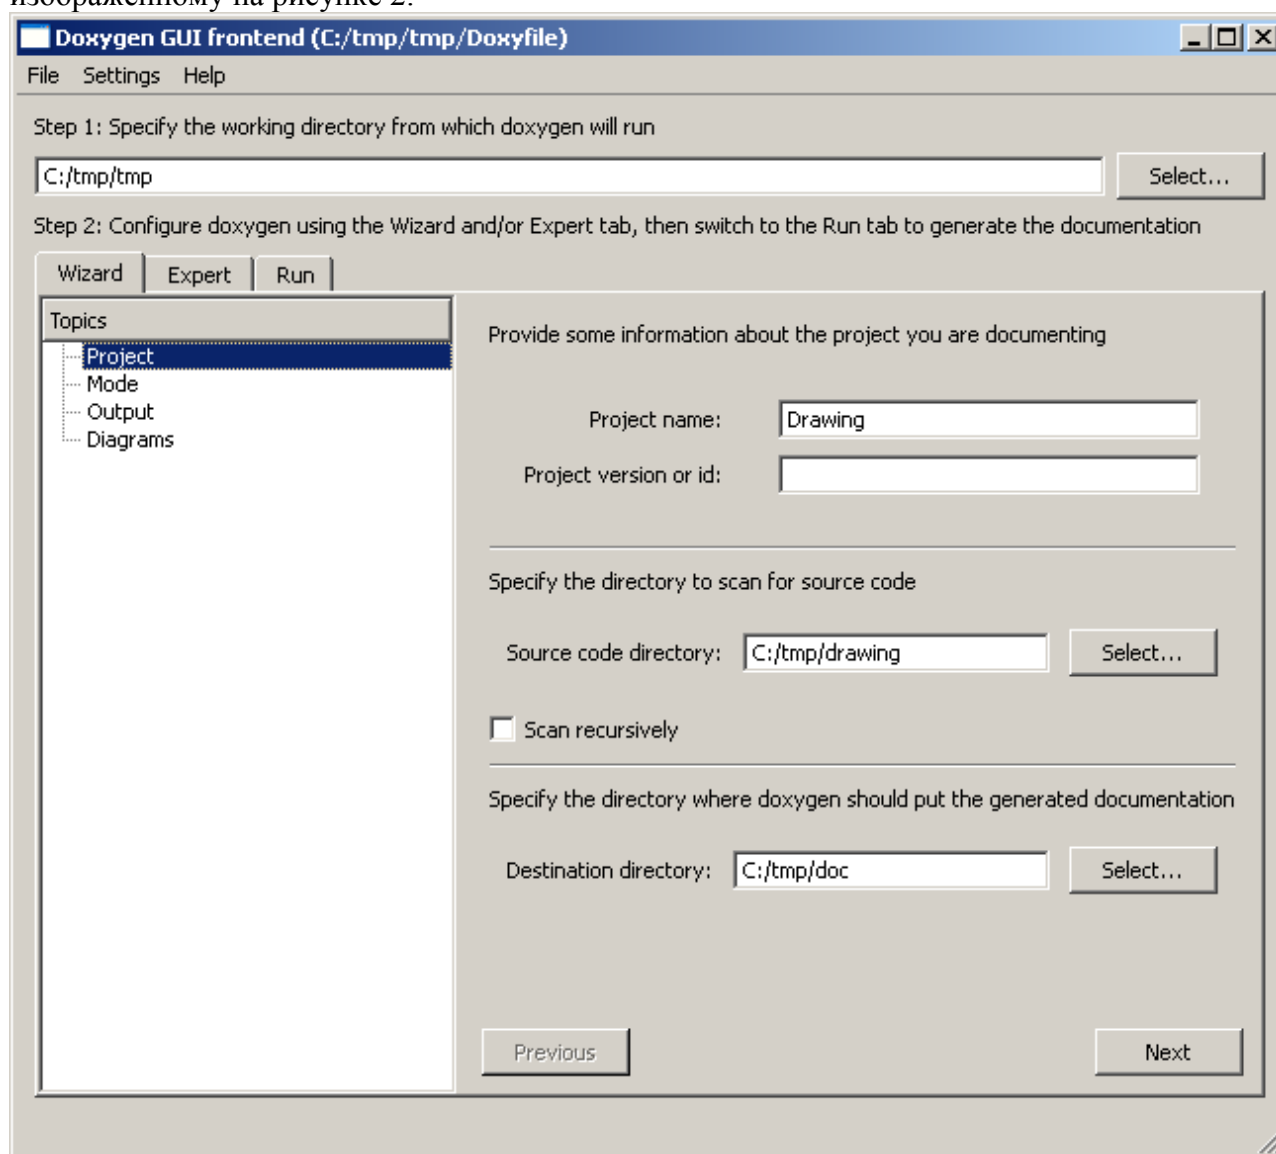 изображенному на рисунке 2.
Doxygen GUI frontend (C:/tmp/tmp/Doxyfile)
File Settings Help
Step 1: Specify the working directory from which doxygen will run
C:/tmp/tmp Select...
Step 2: Configure doxygen using the Wizard and/or Expert tab, then switch to the Run tab to generate the documentation
Wizard Expert Run
Topics
Project
Mode
Output
Diagrams
Provide some information about the project you are documenting
Project name: Drawing
Project version or id:
Specify the directory to scan for source code
Source code directory: C:/tmp/drawing Select...
Scan recursively
Specify the directory where doxygen should put the generated documentation
Destination directory: C:/tmp/doc Select...
Previous Next